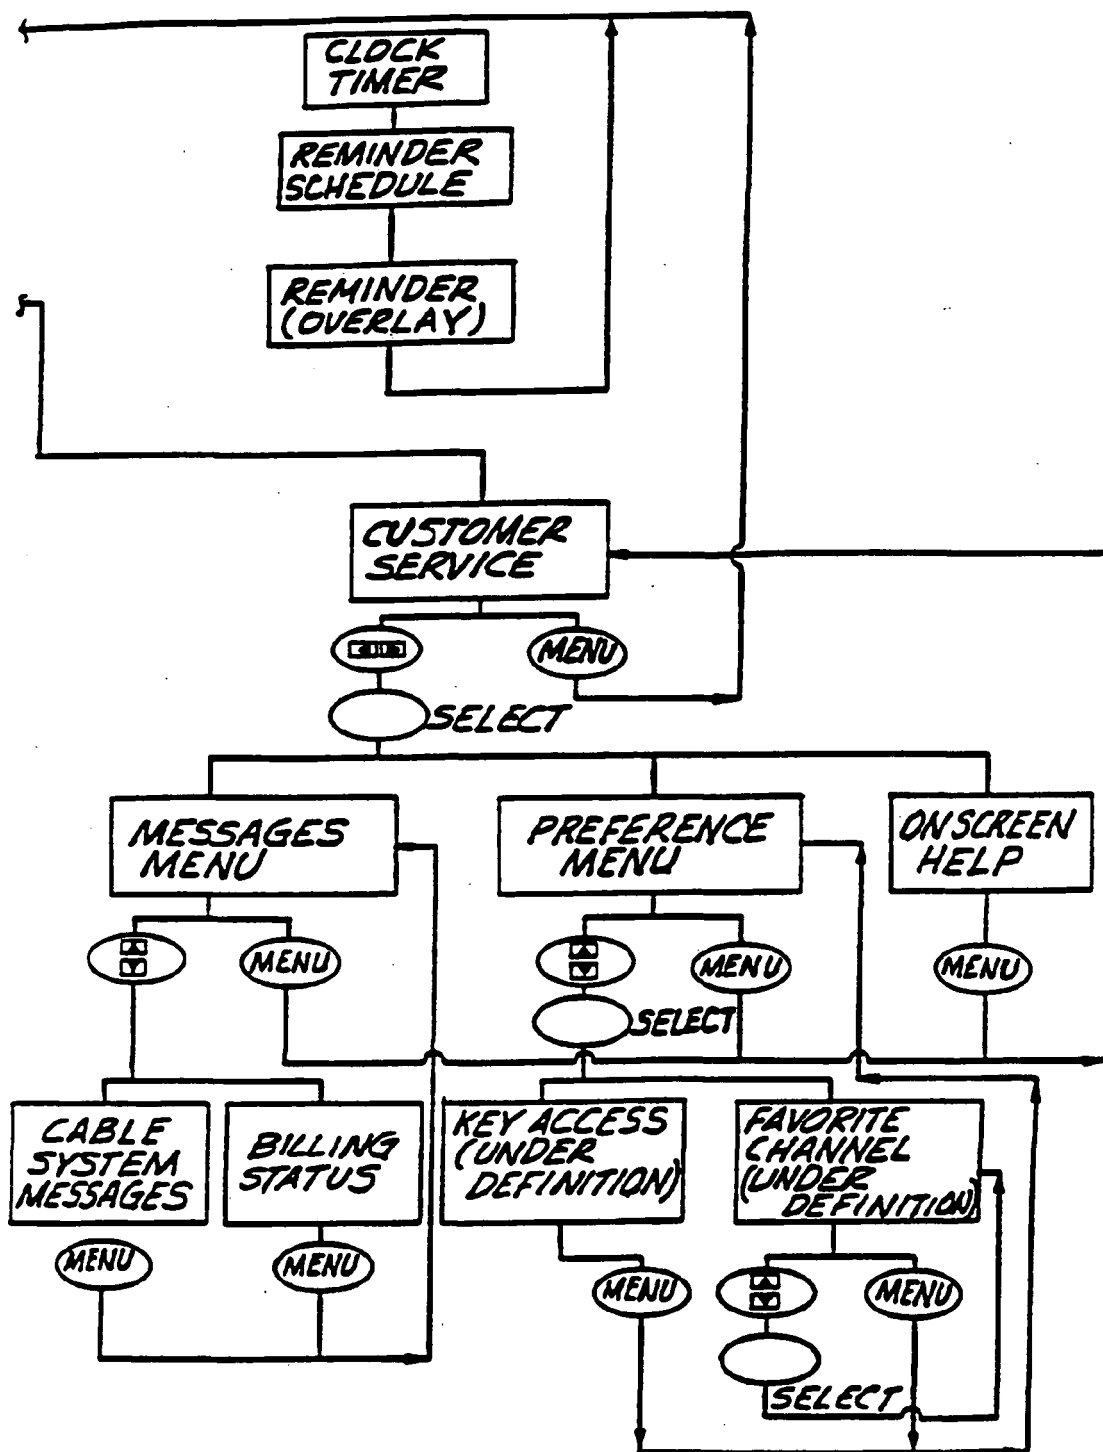 CLOCK
TIMER
REMINDER
SCHEDULE
REMINDER
(OVERLAY)
CUSTOMER
SERVICE
MENU
SELECT
MESSAGES
MENU
PREFERENCE
MENU
ON SCREEN
HELP
MENU
MENU
MENU
SELECT
CABLE
SYSTEM
MESSAGES
BILLING
STATUS
KEY ACCESS
(UNDER
DEFINITION)
FAVORITE
CHANNEL
(UNDER
DEFINITION)
MENU
MENU
MENU
MENU
SELECT